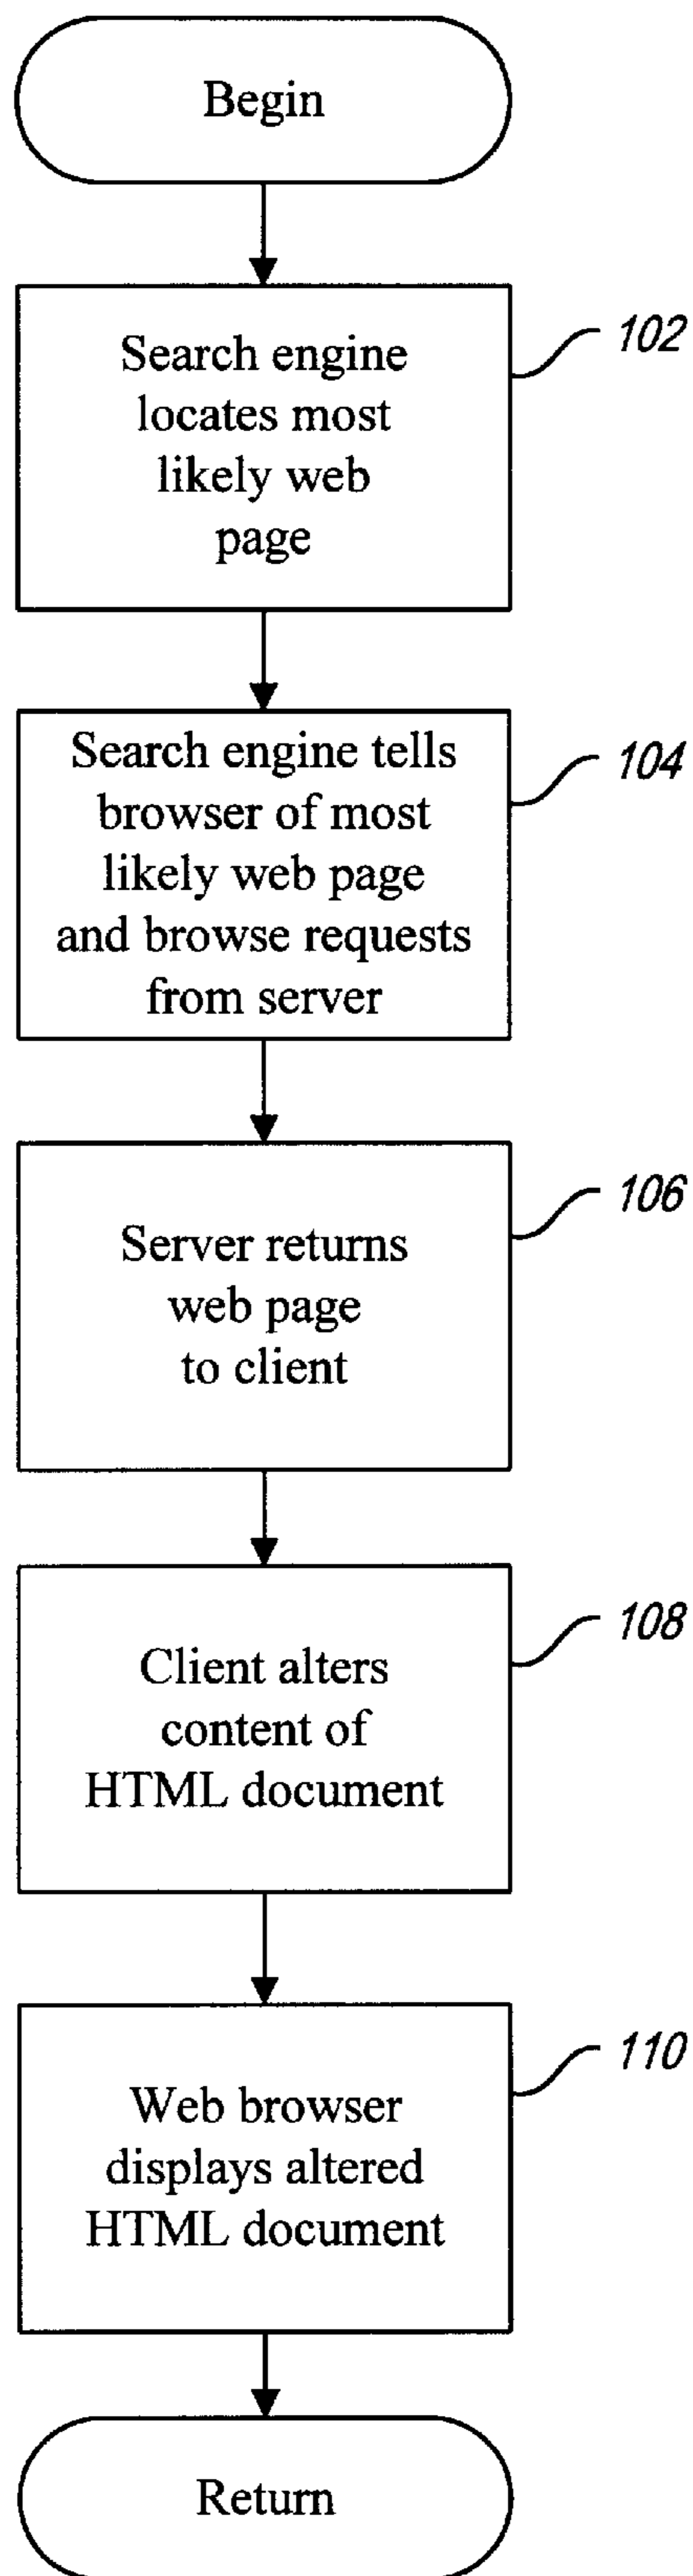 Begin
Search engine
locates most
likely web
page
102
Search engine tells
browser of most
likely web page
and browse requests
from server
104
Server returns
web page
to client
106
Client alters
content of
HTML document
108
Web browser
displays altered
HTML document
110
Return